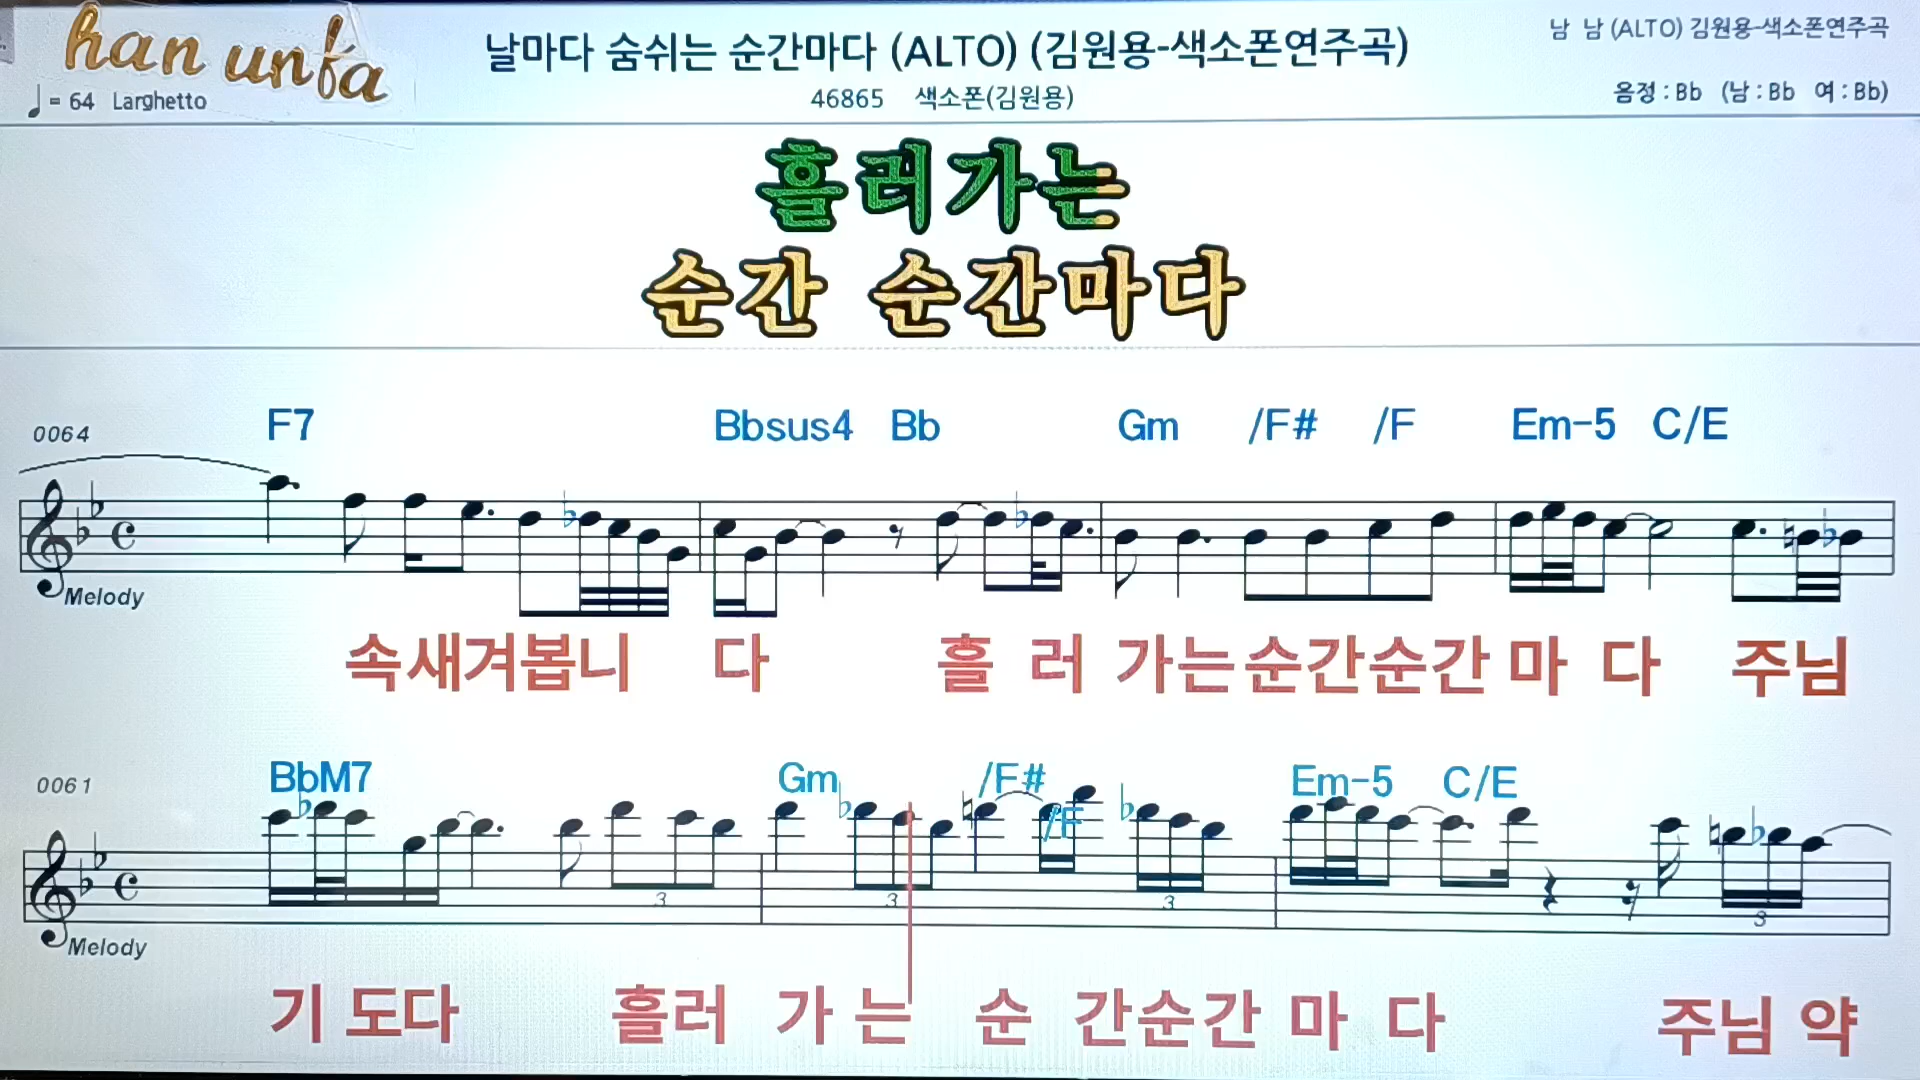 han unfa
날마다 숨쉬는 순간마다 (ALTO) (김원용-색소폰연주곡)
남 남 (ALTO) 김원용-색소폰연주곡
= 64 Larghetto
46865 색소폰(김원용)
음정 : Bb (남 : Bb 여 : Bb)
흘러가는
순간 순간마다
0064 F7 Bbsus4 Bb Gm /F# /F Em-5 C/E
Melody
속새겨봅니 다 흘 러 가는순간순간 마 다 주님
0061 BbM7 Gm /F# /F Em-5 C/E
3 3 3 3
Melody
기 도다 흘러 가 는 순 간순간 마 다 주님 약